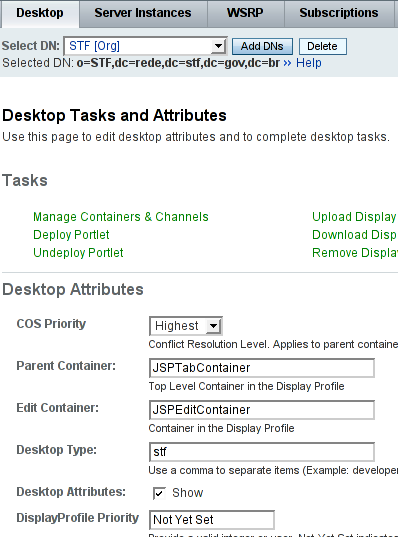 Desktop Server Instances WSRP Subscriptions
Select DN: STF [Org] Add DNs Delete
Selected DN: o=STF,dc=rede,dc=stf,dc=gov,dc=br » Help
Desktop Tasks and Attributes
Use this page to edit desktop attributes and to complete desktop tasks.
Tasks
Manage Containers & Channels Upload Display
Deploy Portlet Download Disp
Undeploy Portlet Remove Displa
Desktop Attributes
COS Priority Highest
Conflict Resolution Level. Applies to parent containe
Parent Container: JSPTabContainer
Top Level Container in the Display Profile
Edit Container: JSPEditContainer
Container in the Display Profile
Desktop Type: stf
Use a comma to separate items (Example: developer
Desktop Attributes: Show
DisplayProfile Priority Not Yet Set